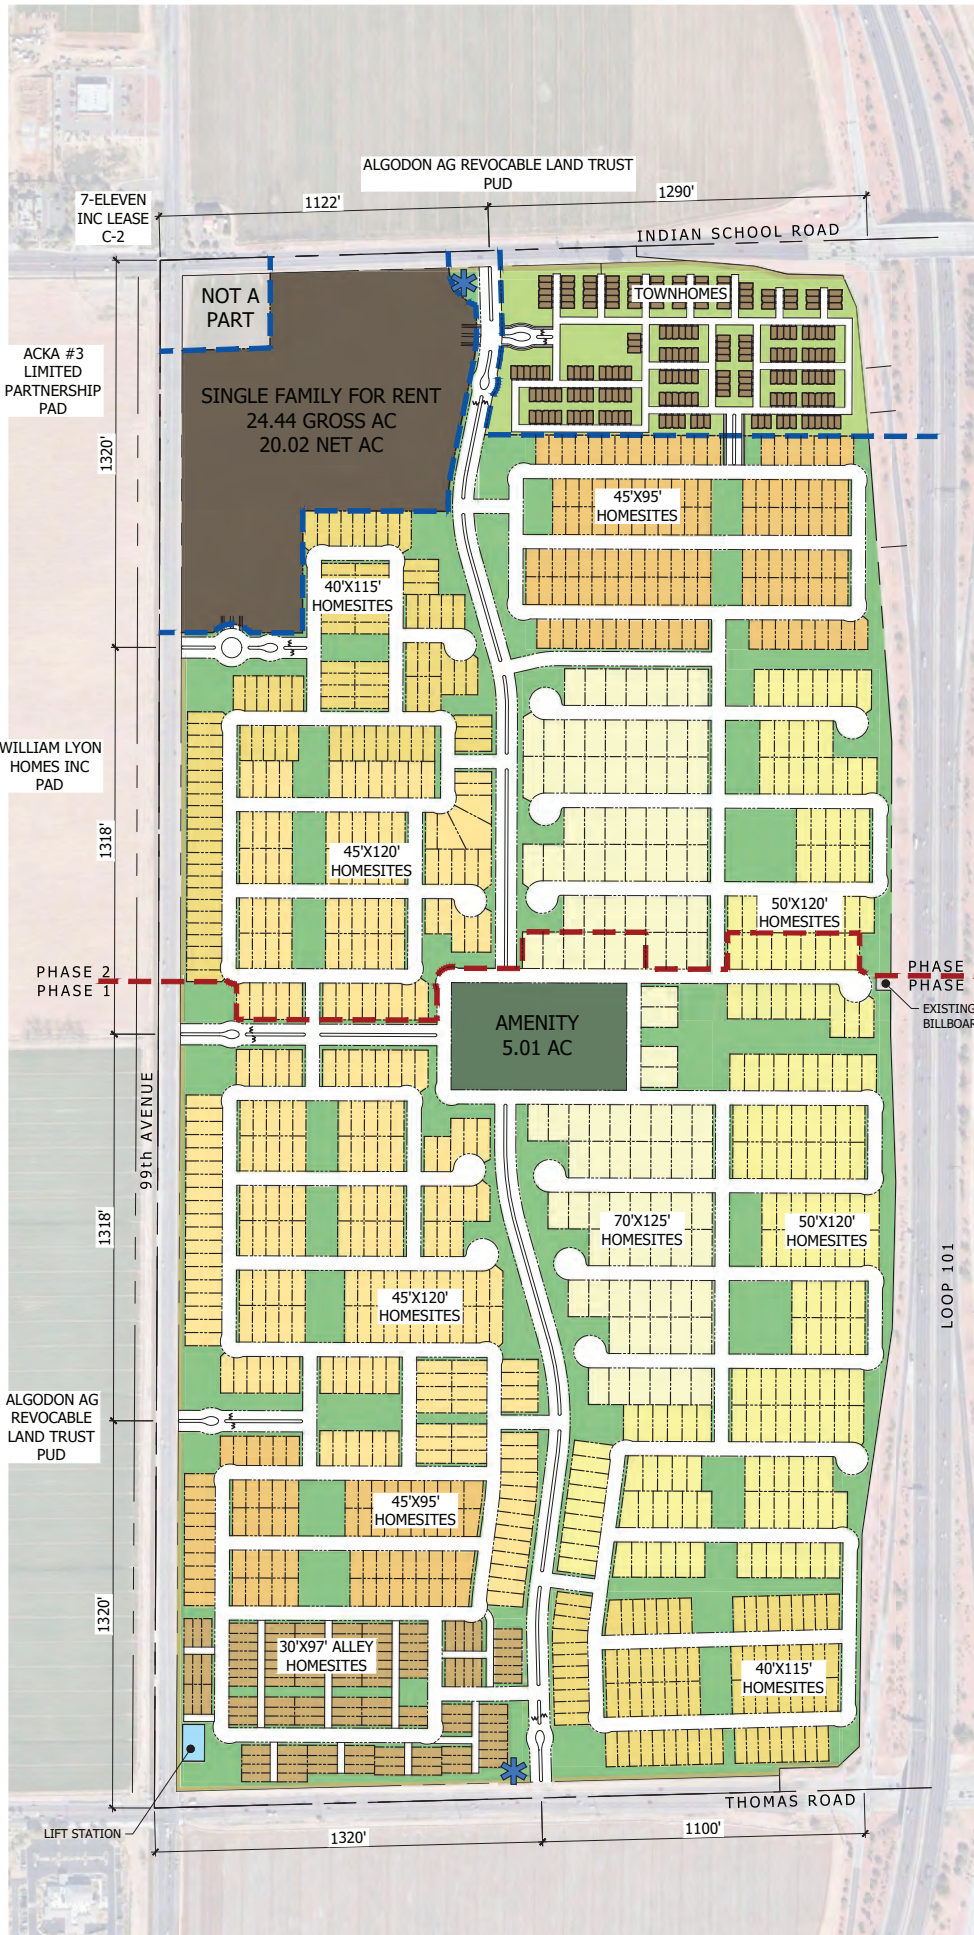 ALGODON AG REVOCABLE LAND TRUST
PUD
7-ELEVEN
INC LEASE
C-2
1122'
1290'
INDIAN SCHOOL ROAD
NOT A
PART
TOWNHOMES
ACKA #3
LIMITED
PARTNERSHIP
PAD
SINGLE FAMILY FOR RENT
24.44 GROSS AC
20.02 NET AC
1320'
45'X95'
HOMESITES
40'X115'
HOMESITES
WILLIAM LYON
HOMES INC
PAD
1318'
45'X120'
HOMESITES
50'X120'
HOMESITES
PHASE 2
PHASE 1
PHASE
PHASE
EXISTING
BILLBOAR
AMENITY
5.01 AC
99th AVENUE
1318'
70'X125'
HOMESITES
50'X120'
HOMESITES
LOOP 101
45'X120'
HOMESITES
ALGODON AG
REVOCABLE
LAND TRUST
PUD
45'X95'
HOMESITES
1320'
30'X97' ALLEY
HOMESITES
40'X115'
HOMESITES
THOMAS ROAD
LIFT STATION
1320'
1100'